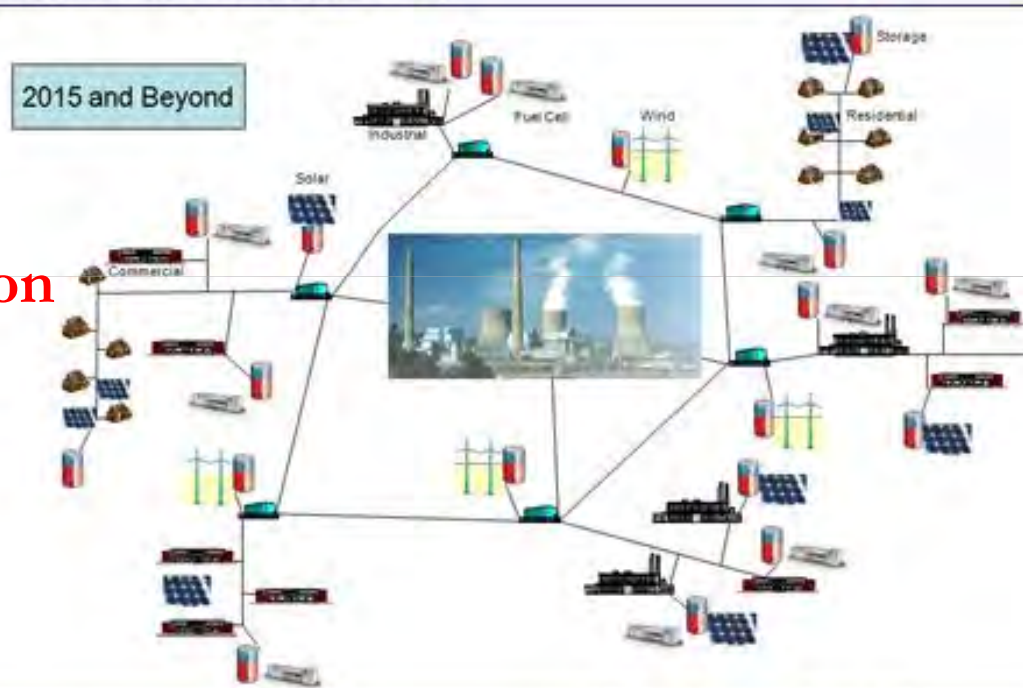 2015 and Beyond
Storage
Industrial
Fuel Cell
Wind
Residential
Solar
Commercial
on